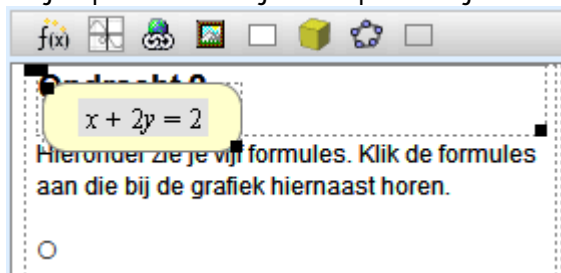 f(x)
x + 2y = 2
Hieronder zie je vijf formules. Klik de formules
aan die bij de grafiek hiernaast horen.